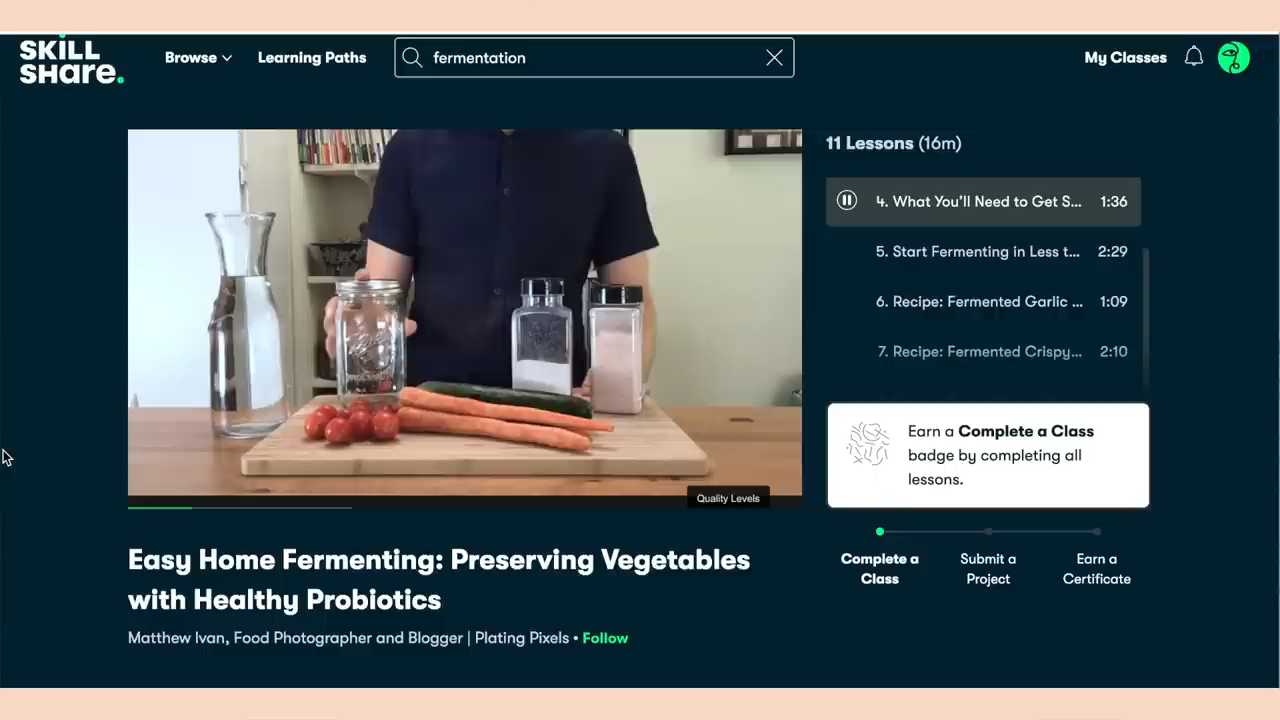 SKILL
SHare.
Browse
Learning Paths
fermentation
My Classes
11 Lessons (16m)
4. What You'll Need to Get S... 1:36
5. Start Fermenting in Less t... 2:29
6. Recipe: Fermented Garlic ... 1:09
7. Recipe: Fermented Crispy... 2:10
Earn a Complete a Class
badge by completing all
lessons.
Quality Levels
Complete a
Class
Submit a
Project
Earn a
Certificate
Easy Home Fermenting: Preserving Vegetables
with Healthy Probiotics
Matthew Ivan, Food Photographer and Blogger | Plating Pixels • Follow